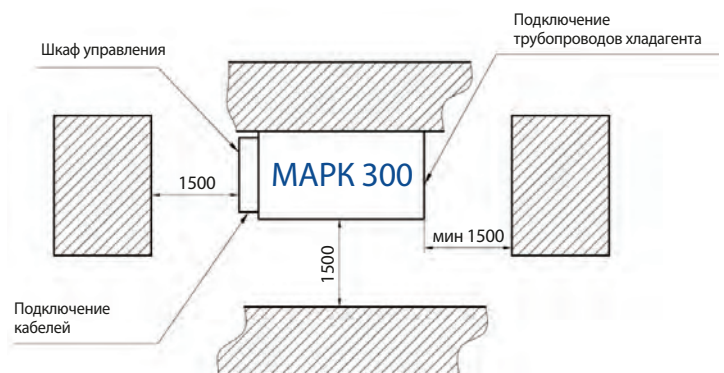 Подключение
трубопроводов хладагента
Шкаф управления
МАРК 300
1500
мин 1500
1500
Подключение
кабелей